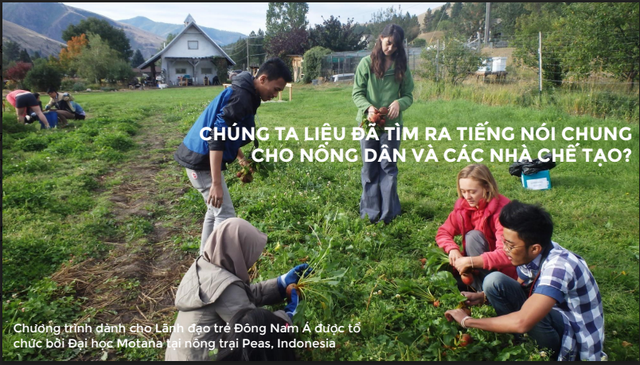 CHÚNG TA LIỆU ĐÃ TÌM RA TIẾNG NÓI CHUNG
CHO NÔNG DÂN VÀ CÁC NHÀ CHẾ TẠO?
Chương trình dành cho Lãnh đạo trẻ Đông Nam Á được tổ
chức bởi Đại học Motana tại nông trại Peas, Indonesia